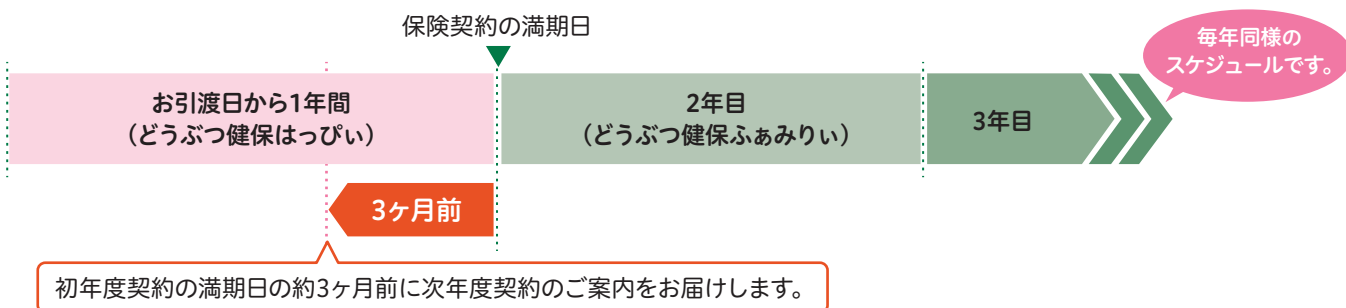 保険契約の満期日
毎年同様の
スケジュールです。
お引渡日から1年間
（どうぶつ健保はっぴぃ）
2年目
（どうぶつ健保ふぁみりぃ）
3年目
3ヶ月前
初年度契約の満期日の約3ヶ月前に次年度契約のご案内をお届けします。